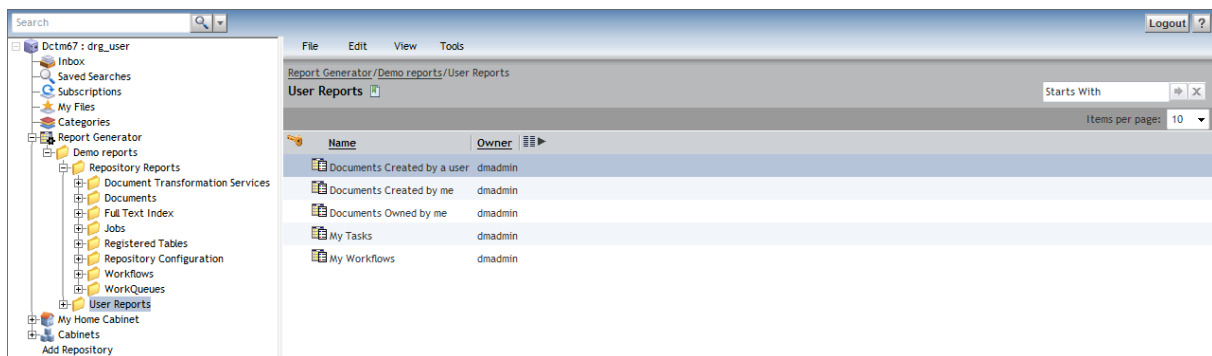 Search
Logout ?
Dctm67 : drg_user
Inbox
Saved Searches
Subscriptions
My Files
Categories
Report Generator
Demo reports
Repository Reports
Document Transformation Services
Documents
Full Text Index
Jobs
Registered Tables
Repository Configuration
Workflows
WorkQueues
User Reports
My Home Cabinet
Cabinets
Add Repository
File Edit View Tools
Report Generator/Demo reports/User Reports
User Reports
Starts With
Items per page: 10
Name Owner
Documents Created by a user dmadmin
Documents Created by me dmadmin
Documents Owned by me dmadmin
My Tasks dmadmin
My Workflows dmadmin